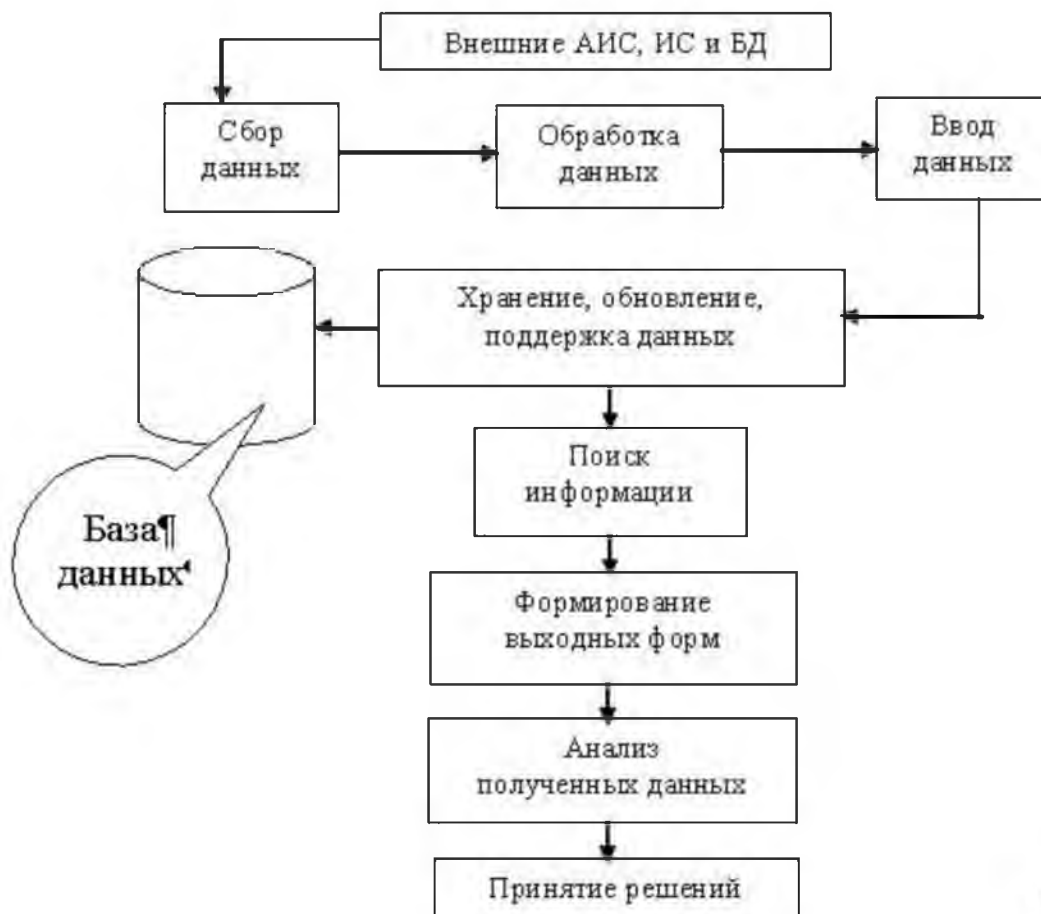 Внешние АИС, ИС и БД
Сбор
данных
Обработка
данных
Ввод
данных
Хранение, обновление,
поддержка данных
Поиск
информации
База¶
данных
Формирование
выходных форм
Анализ
полученных данных
Принятие решений